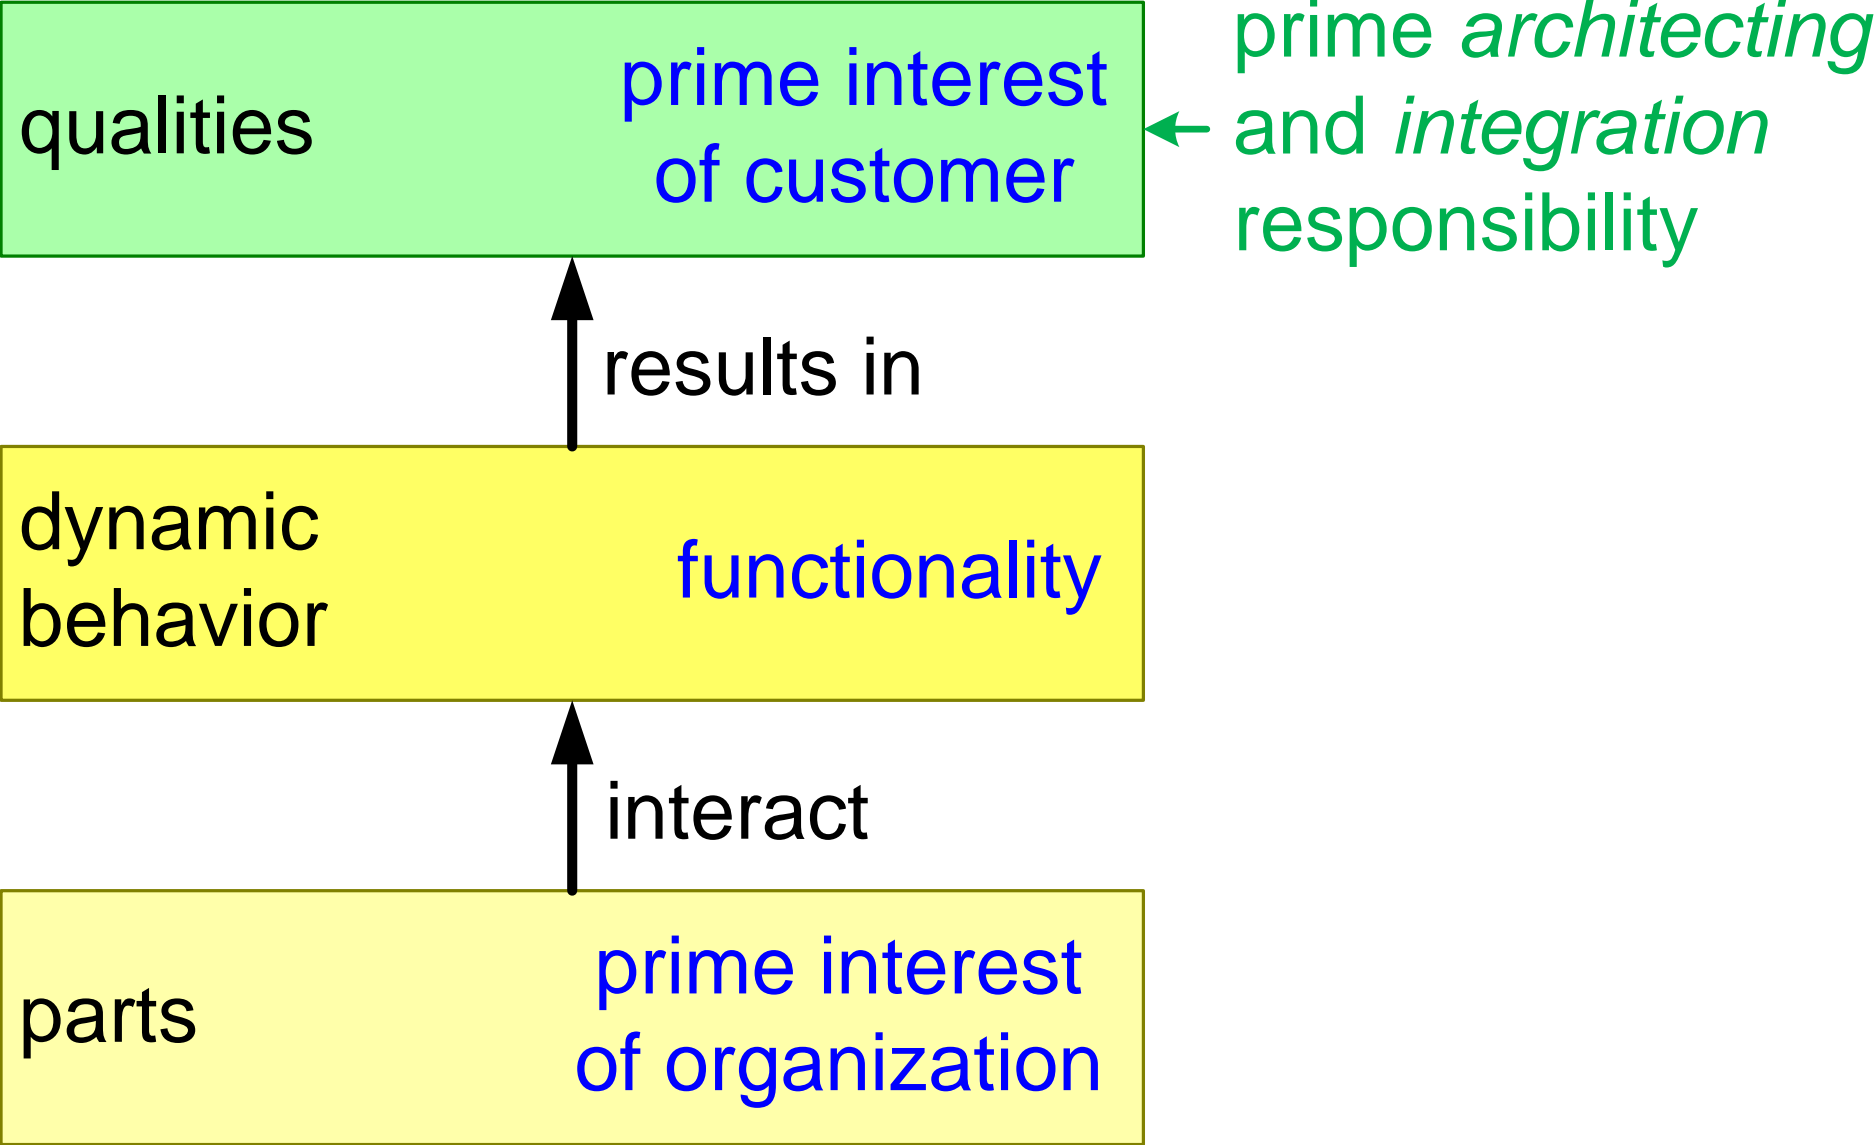 qualities
prime interest
of customer
prime architecting
and integration
responsibility
results in
dynamic
behavior
functionality
interact
parts
prime interest
of organization